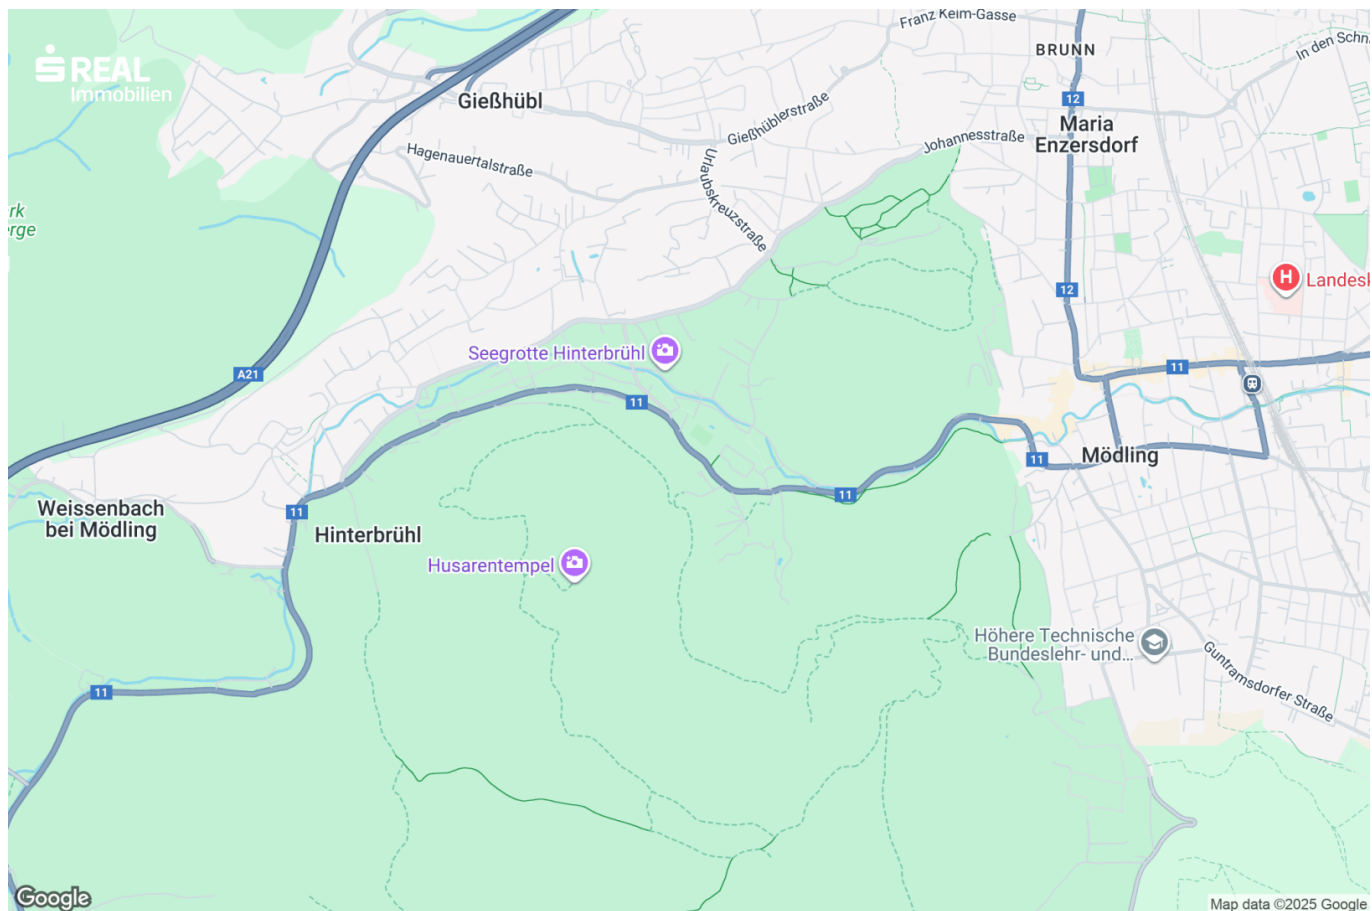 Franz Keim-Gasse
BRUNN
In den Schn
S REAL
Immobilien
12
Gießhübl
Gießhüblerstraße
Maria
Enzersdorf
Johannesstraße
Hagenauertalstraße
Urlaubskreuzstraße
rk
erge
H
Landesk
12
Seegrotte Hinterbrühl
A21
11
11
Mödling
11
11
Weissenbach
bei Mödling
11
Hinterbrühl
Husarentempel
Höhere Technische
Bundeslehr- und...
Guntramsdorfer Straße
11
Google
Map data ©2025 Google